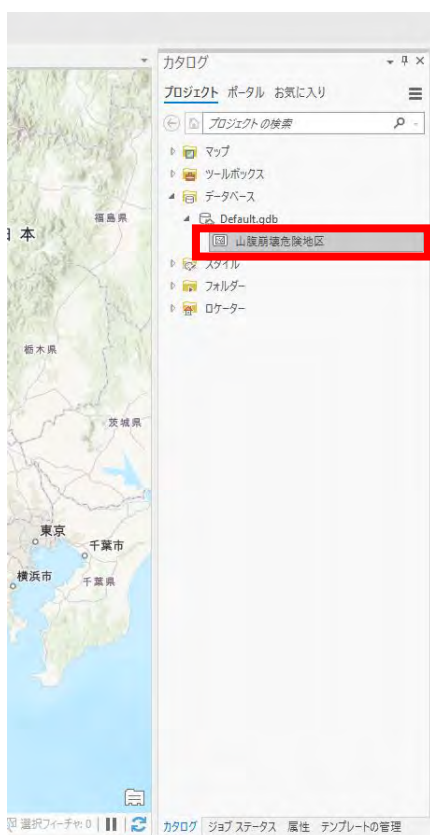 カタログ
プロジェクト ポータル お気に入り
プロジェクトの検索
マップ
ツールボックス
データベース
Default.gdb
山腹崩壊危険地区
スタイル
フォルダー
ロケーター
福島県
日 本
栃木県
茨城県
東京
千葉市
横浜市
千葉県
選択フィーチャ: 0
カタログ ジョブ ステータス 属性 テンプレートの管理